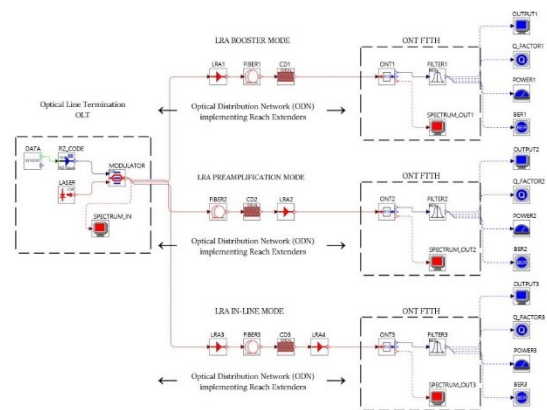 LRA BOOSTER MODE
ONT FTTH
OUTPUT1
LRA1
FIBER1
CD1
ONT1
FILTER1
Q_FACTOR1
POWER1
SPECTRUM_OUT1
BER1
Optical Distribution Network (ODN)
implementing Reach Extenders
Optical Line Termination
OLT
DATA
RZ_CODE
MODULATOR
LASER
SPECTRUM_IN
LRA PREAMPLIFICATION MODE
ONT FTTH
OUTPUT2
FIBER2
CD2
LRA2
ONT2
FILTER2
Q_FACTOR2
POWER2
SPECTRUM_OUT2
BER2
Optical Distribution Network (ODN)
implementing Reach Extenders
LRA IN-LINE MODE
ONT FTTH
OUTPUT3
LRA3
FIBER3
CD3
LRA4
ONT3
FILTER3
Q_FACTOR3
POWER3
SPECTRUM_OUT3
BER3
Optical Distribution Network (ODN)
implementing Reach Extenders